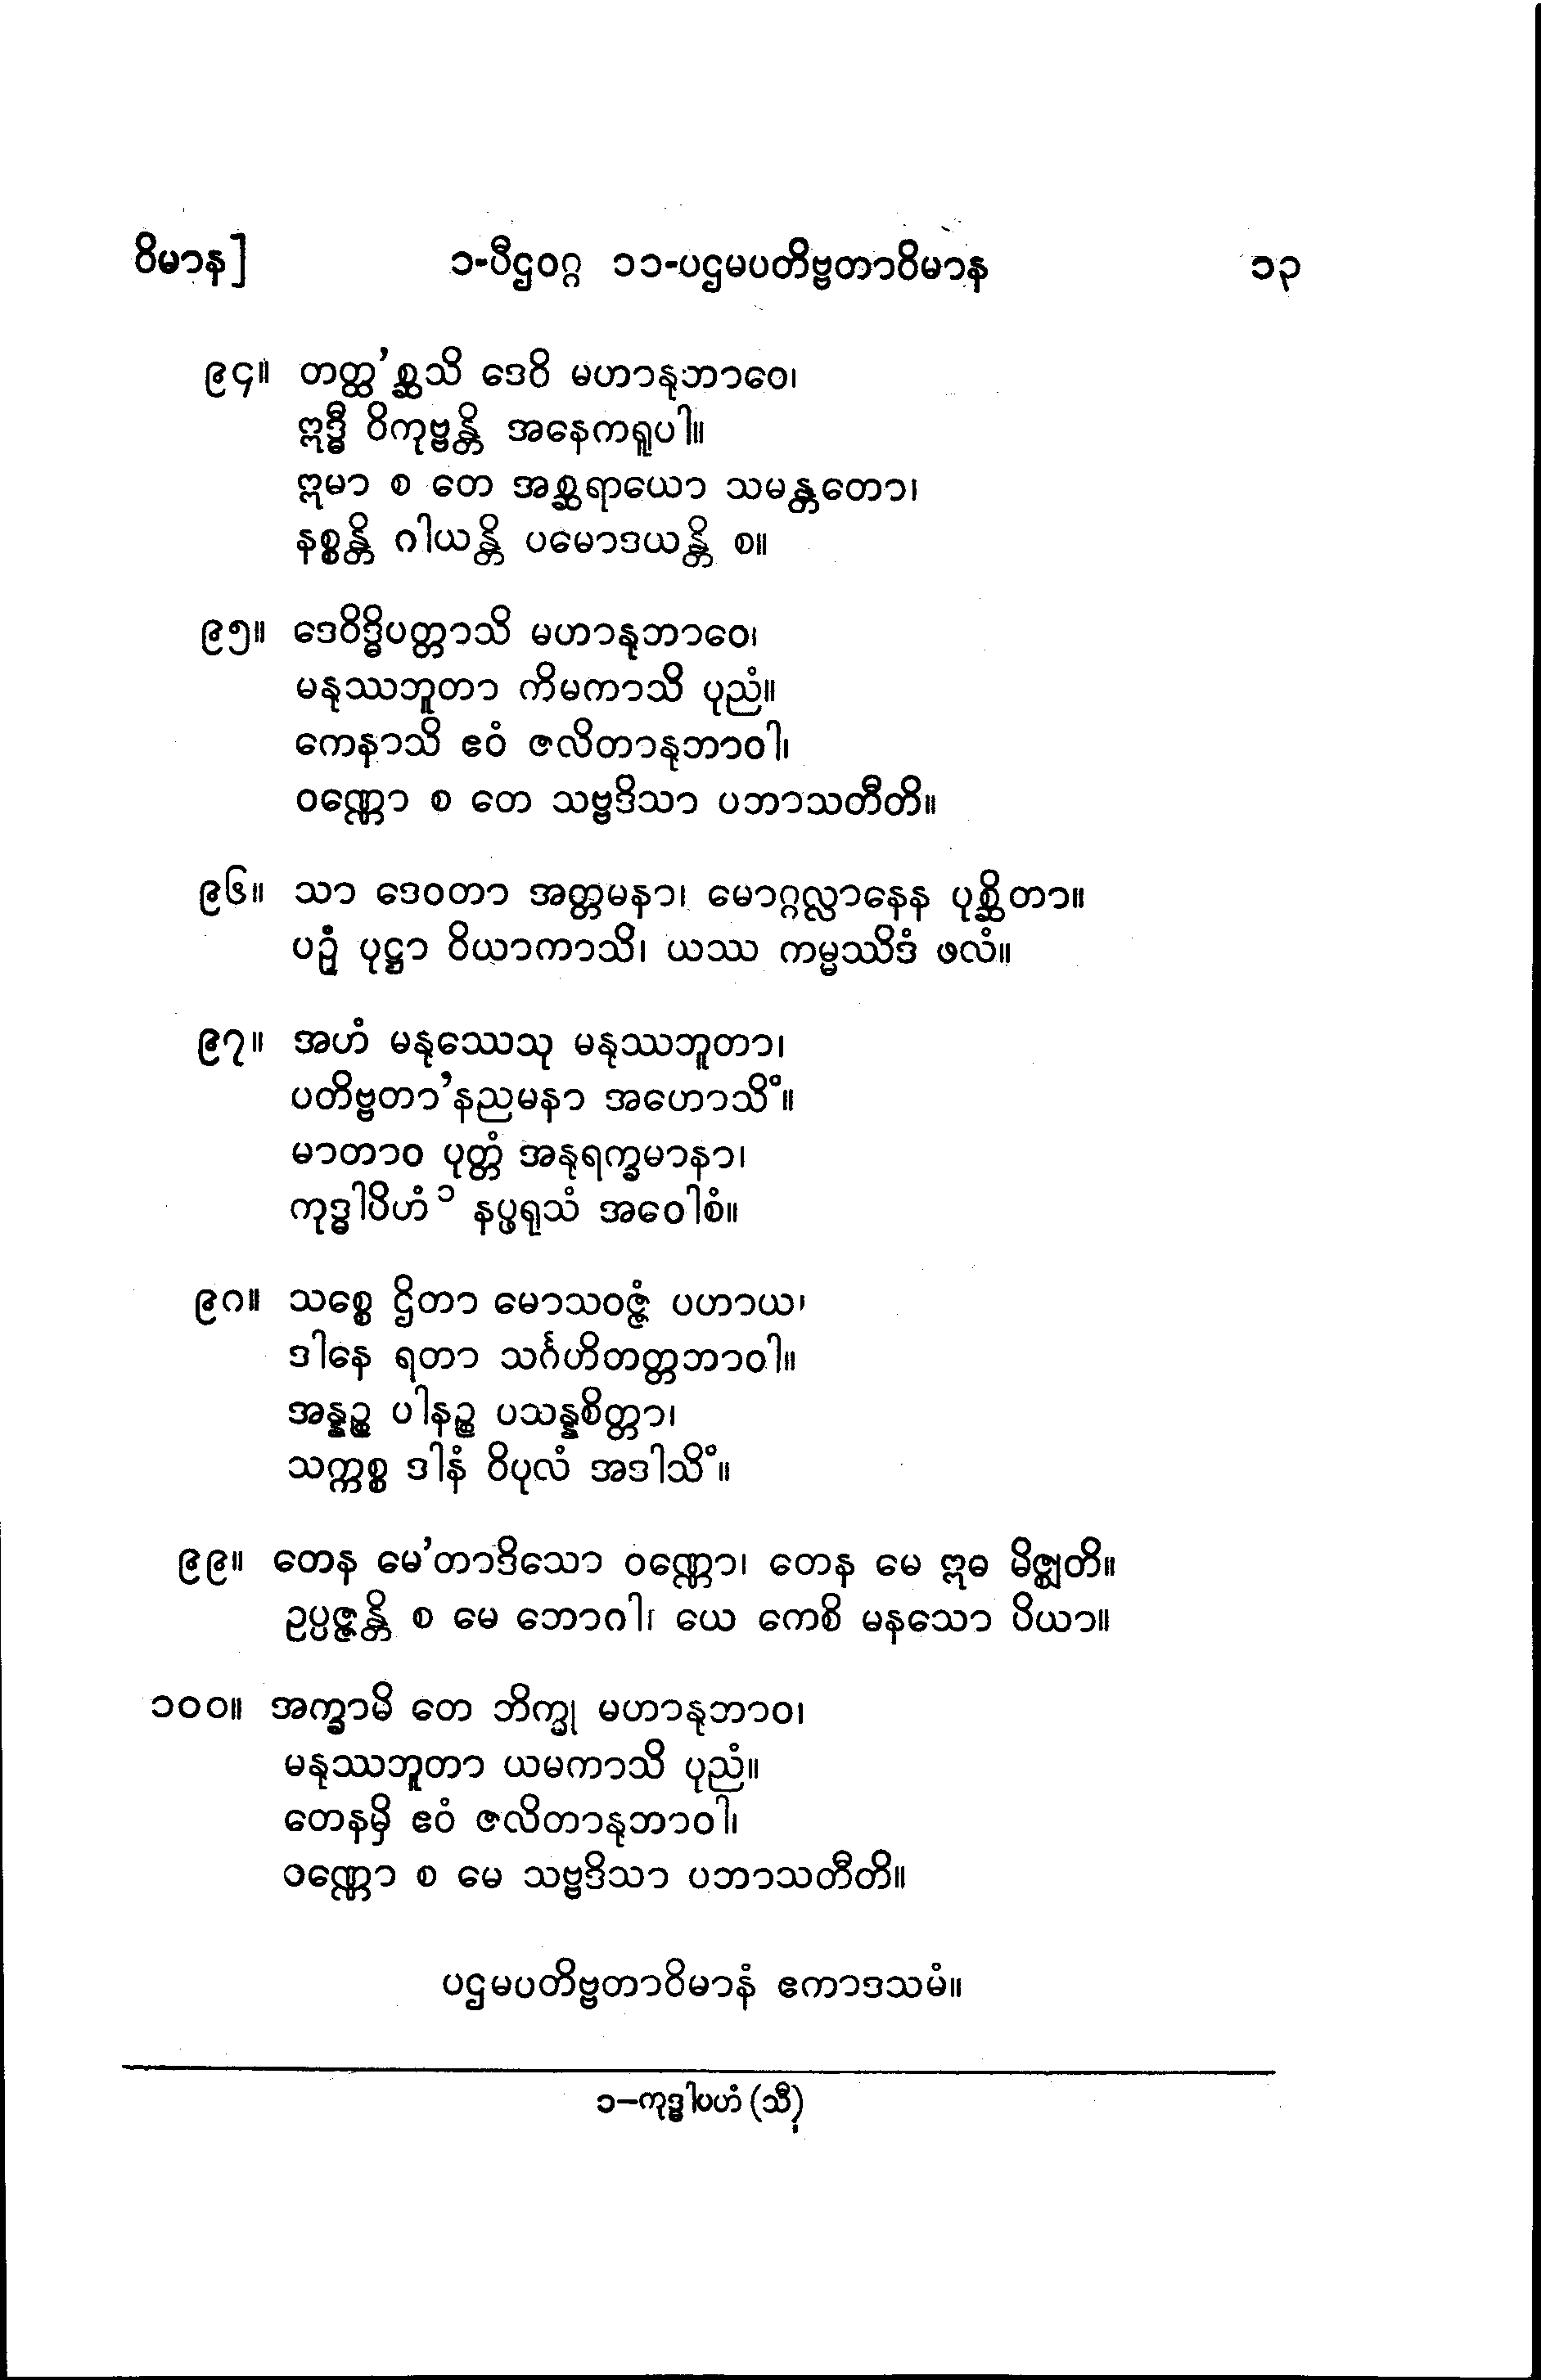 ဝိမာန]	၁-ပီဌဝဂ္ဂ ၁၁-ပဌမပတိဗ္ဗတာဝိမာန	၁၃
၉၄။ တတ္ထ’စ္ဆသိ ဒေဝိ မဟာနုဘာဝေ၊
ဣဒ္ဓီ ဝိကုဗ္ဗန္တိ အနေကရူပါ။
ဣမာ စ တေ အစ္ဆရာယော သမန္တတော၊
နစ္စန္တိ ဂါယန္တိ ပမောဒယန္တိ စ။
၉၅။ ဒေဝိဒ္ဓိပတ္တာသိ မဟာနုဘာဝေ၊
မနုဿဘူတာ ကိမကာသိ ပုညံ။
ကေနာသိ ဧဝံ ဇလိတာနုဘာဝါ၊
ဝဏ္ဏော စ တေ သဗ္ဗဒိသာ ပဘာသတီတိ။
၉၆။ သာ ဒေဝတာ အတ္တမနာ၊ မောဂ္ဂလ္လာနေန ပုစ္ဆိတာ။
ပဉှံ ပုဋ္ဌာ ဝိယာကာသိ၊ ယဿ ကမ္မဿိဒံ ဖလံ။
၉၇။ အဟံ မနုဿေသု မနုဿဘူတာ၊
ပတိဗ္ဗတာ’နညမနာ အဟောသိံ။
မာတာဝ ပုတ္တံ အနုရက္ခမာနာ၊
ကုဒ္ဓါပိဟံ ၁ နပ္ဖရုသံ အဝေါစံ။
၉၈။ သစ္စေ ဌိတာ မောသဝဇ္ဇံ ပဟာယ၊
ဒါနေ ရတာ သင်္ဂဟိတတ္တဘာဝါ။
အန္နဉ္စ ပါနဉ္စ ပသန္နစိတ္တာ၊
သက္ကစ္စ ဒါနံ ဝိပုလံ အဒါသိံ။
၉၉။ တေန မေ’တာဒိသော ဝဏ္ဏော၊ တေန မေ ဣဓ မိဇ္ဈတိ။
ဥပ္ပဇ္ဇန္တိ စ မေ ဘောဂါ၊ ယေ ကေစိ မနသော ပိယာ။
၁၀၀။ အက္ခာမိ တေ ဘိက္ခု မဟာနုဘာဝ၊
မနုဿဘူတာ ယမကာသိ ပုညံ။
တေနမှိ ဧဝံ ဇလိတာနုဘာဝါ၊
ဝဏ္ဏော စ မေ သဗ္ဗဒိသာ ပဘာသတီတိ။
ပဌမပတိဗ္ဗတာဝိမာနံ ဧကာဒသမံ။
၁–ကုဒ္ဓါပဟံ (သီ)